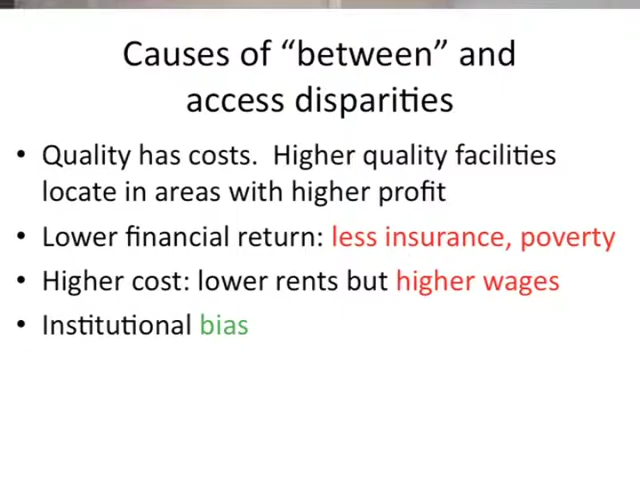 Causes of “between” and
access disparities
• Quality has costs.  Higher quality facilities
locate in areas with higher profit
• Lower financial return: less insurance, poverty
• Higher cost: lower rents but higher wages
• Institutional bias